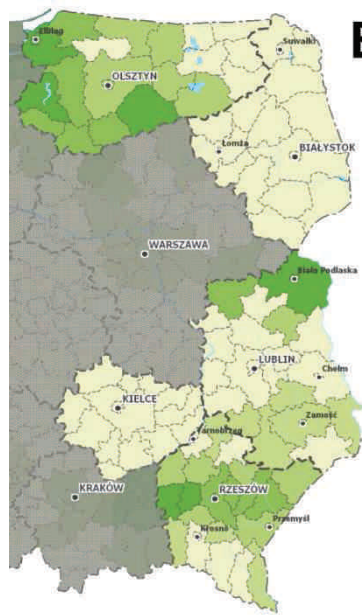 E
Elbląg
Suwałki
OLSZTYN
Łomża
BIAŁYSTOK
WARSZAWA
Biała Podlaska
LUBLIN
Chełm
KIELCE
Zamość
Tarnobrzeg
KRAKÓW
RZESZÓW
Przemyśl
Krosno